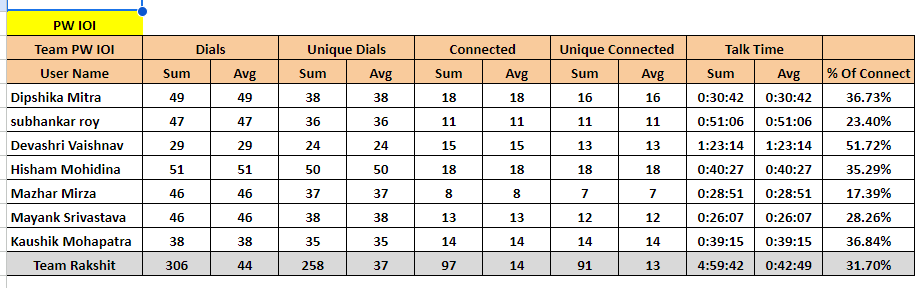 PW IOI
Team PW IOI Dials Unique Dials Connected Unique Connected Talk Time
User Name Sum Avg Sum Avg Sum Avg Sum Avg Sum Avg % Of Connect
Dipshika Mitra 49 49 38 38 18 18 16 16 0:30:42 0:30:42 36.73%
subhankar roy 47 47 36 36 11 11 11 11 0:51:06 0:51:06 23.40%
Devashri Vaishnav 29 29 24 24 15 15 13 13 1:23:14 1:23:14 51.72%
Hisham Mohidina 51 51 50 50 18 18 18 18 0:40:27 0:40:27 35.29%
Mazhar Mirza 46 46 37 37 8 8 7 7 0:28:51 0:28:51 17.39%
Mayank Srivastava 46 46 38 38 13 13 12 12 0:26:07 0:26:07 28.26%
Kaushik Mohapatra 38 38 35 35 14 14 14 14 0:39:15 0:39:15 36.84%
Team Rakshit 306 44 258 37 97 14 91 13 4:59:42 0:42:49 31.70%